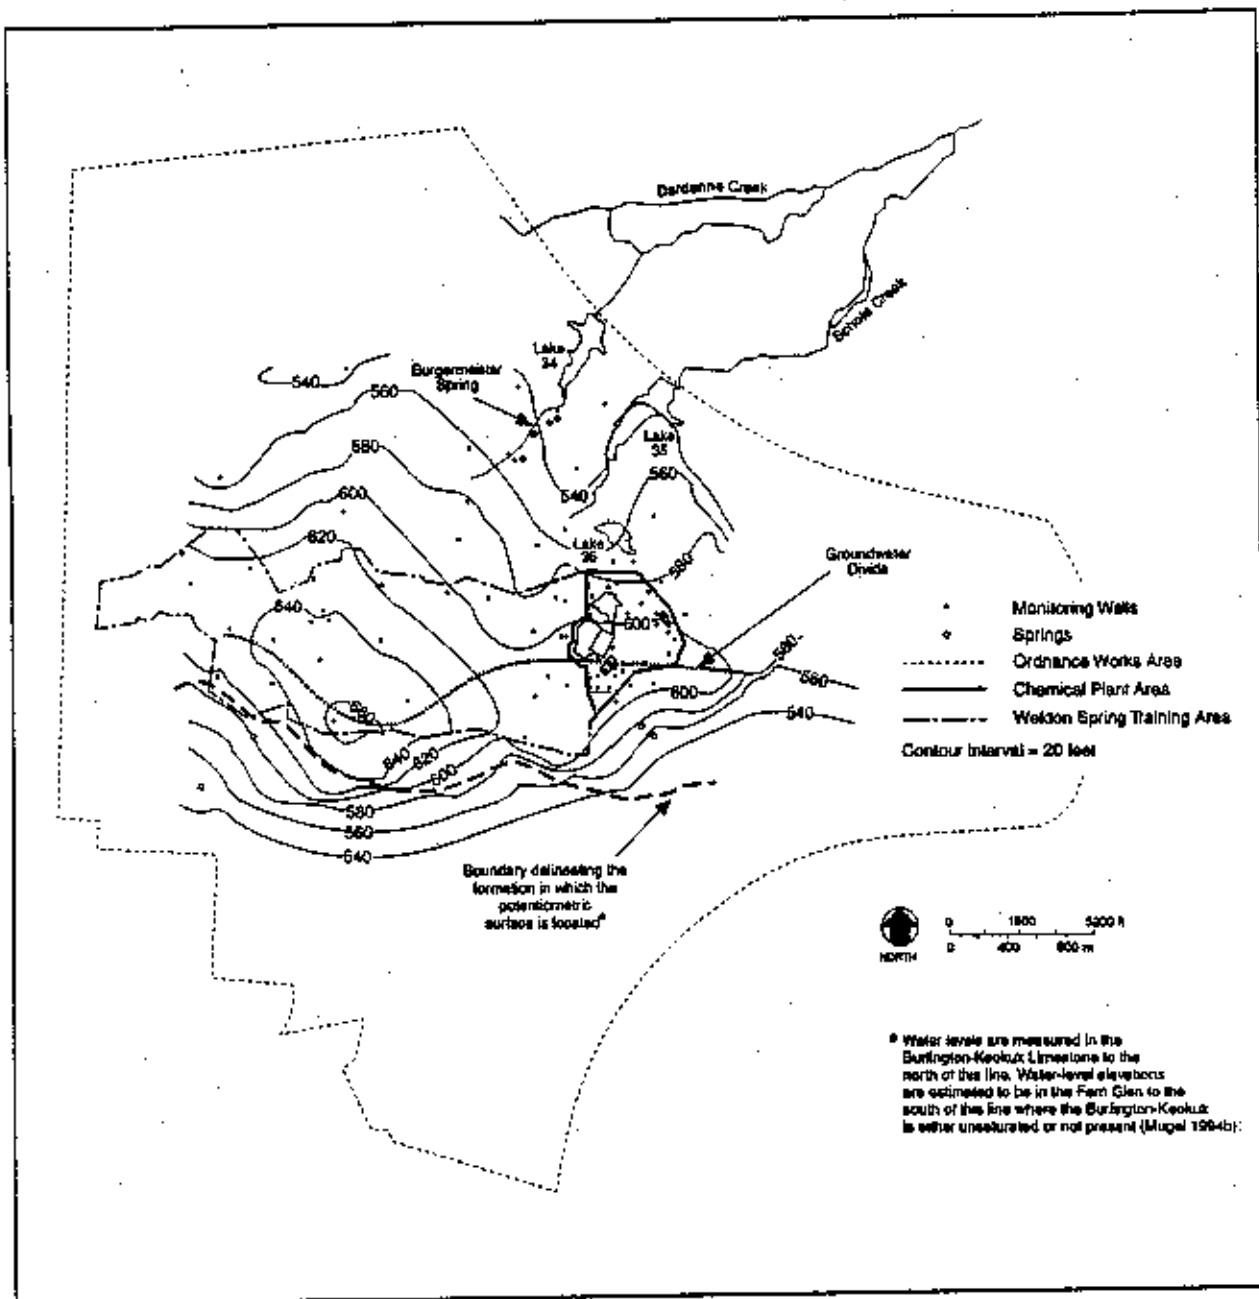 Dardenne Creek
Schote Creek
Lake
34
Burgermeister
Spring
540
560
Lake
35
580
560
600
540
Lake
36
620
580
Groundwater
Divide
640
600
Monitoring Wells
Springs
580
Ordnance Works Area
560
600
Chemical Plant Area
540
Weldon Spring Training Area
Contour Interval = 20 feet
640
620
600
580
560
540
Boundary delineating the
formation in which the
potentiometric
surface is located
NORTH
0
400
800 m
Water levels are measured in the
Burlington-Keokuk Limestone to the
north of this line. Water-level elevations
are estimated to be in the Fern Glen to the
south of this line where the Burlington-Keokuk
is either unsaturated or not present (Mugel 1994b).